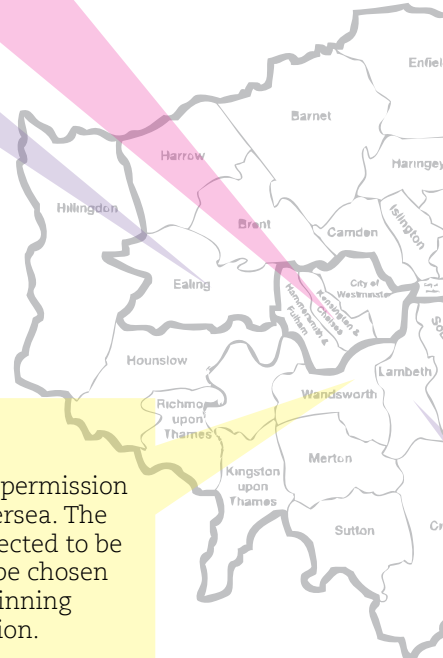 Enfiel
Barnet
Harrow
Haringey
Hillingdon
Brent
Camden
Islington
Ealing
City of
Westminster
Kensington &
Chelsea
Hammersmith &
Fulham
Hounslow
Lambeth
Wandsworth
Richmo
upon
Thames
Merton
Kingston
upon
Thames
Sutton
permission
ersea. The
ected to be
be chosen
inning
ion.